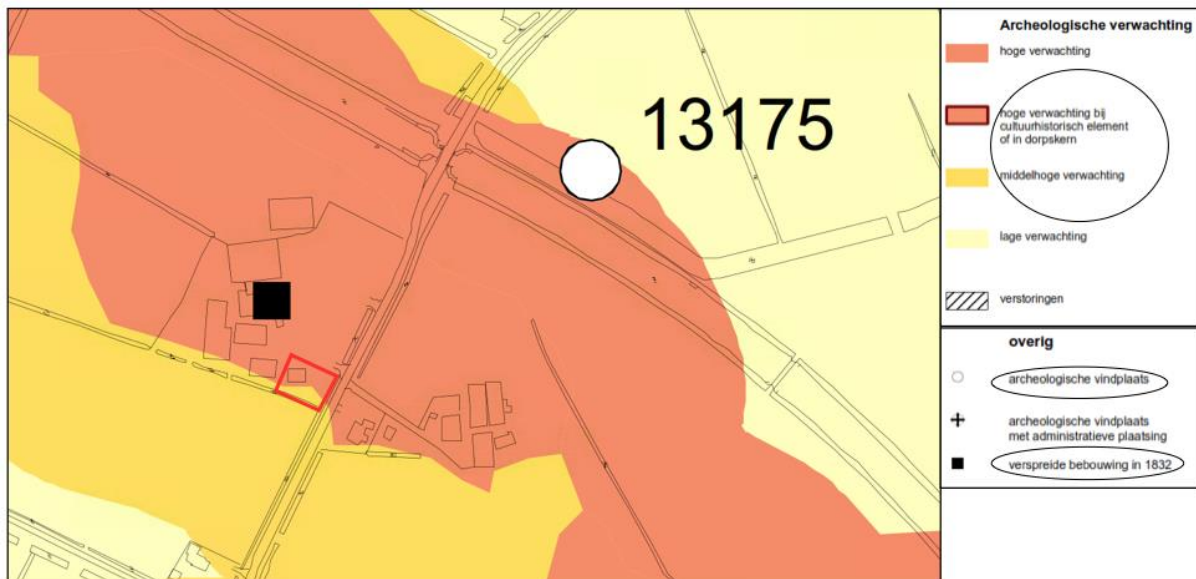 13175
Archeologische verwachting
hoge verwachting
hoge verwachting bij
cultuurhistorisch element
of in dorpskern
middelhoge verwachting
lage verwachting
verstoringen
overig
archeologische vindplaats
archeologische vindplaats
met administratieve plaatsing
verspreide bebouwing in 1832